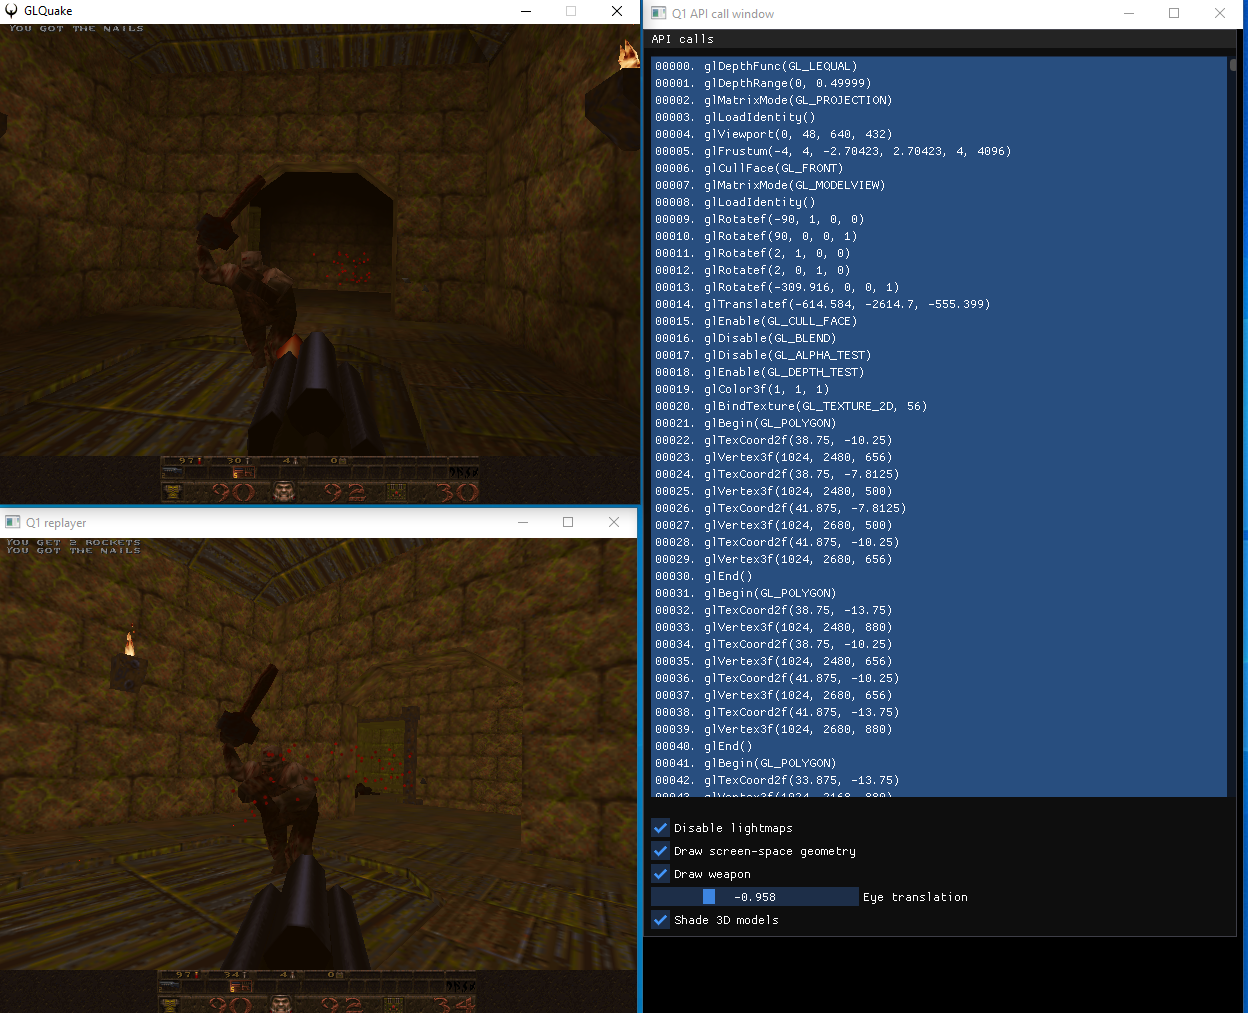 GLQuake
YOU GOT THE NAILS
97 30 4 0
90 92 30
Q1 replayer
YOU GET 2 ROCKETS
YOU GOT THE NAILS
97 34 4 0
90 92 34
Q1 API call window
API calls
00000. glDepthFunc(GL_LEQUAL)
00001. glDepthRange(0, 0.49999)
00002. glMatrixMode(GL_PROJECTION)
00003. glLoadIdentity()
00004. glViewport(0, 48, 640, 432)
00005. glFrustum(-4, 4, -2.70423, 2.70423, 4, 4096)
00006. glCullFace(GL_FRONT)
00007. glMatrixMode(GL_MODELVIEW)
00008. glLoadIdentity()
00009. glRotatef(-90, 1, 0, 0)
00010. glRotatef(90, 0, 0, 1)
00011. glRotatef(2, 1, 0, 0)
00012. glRotatef(2, 0, 1, 0)
00013. glRotatef(-309.916, 0, 0, 1)
00014. glTranslatef(-614.584, -2614.7, -555.399)
00015. glEnable(GL_CULL_FACE)
00016. glDisable(GL_BLEND)
00017. glDisable(GL_ALPHA_TEST)
00018. glEnable(GL_DEPTH_TEST)
00019. glColor3f(1, 1, 1)
00020. glBindTexture(GL_TEXTURE_2D, 56)
00021. glBegin(GL_POLYGON)
00022. glTexCoord2f(38.75, -10.25)
00023. glVertex3f(1024, 2480, 656)
00024. glTexCoord2f(38.75, -7.8125)
00025. glVertex3f(1024, 2480, 500)
00026. glTexCoord2f(41.875, -7.8125)
00027. glVertex3f(1024, 2680, 500)
00028. glTexCoord2f(41.875, -10.25)
00029. glVertex3f(1024, 2680, 656)
00030. glEnd()
00031. glBegin(GL_POLYGON)
00032. glTexCoord2f(38.75, -13.75)
00033. glVertex3f(1024, 2480, 880)
00034. glTexCoord2f(38.75, -10.25)
00035. glVertex3f(1024, 2480, 656)
00036. glTexCoord2f(41.875, -10.25)
00037. glVertex3f(1024, 2680, 656)
00038. glTexCoord2f(41.875, -13.75)
00039. glVertex3f(1024, 2680, 880)
00040. glEnd()
00041. glBegin(GL_POLYGON)
00042. glTexCoord2f(33.875, -13.75)
00043. glVertex3f(1024, 2168, 880)
Disable lightmaps
Draw screen-space geometry
Draw weapon
-0.958 Eye translation
Shade 3D models